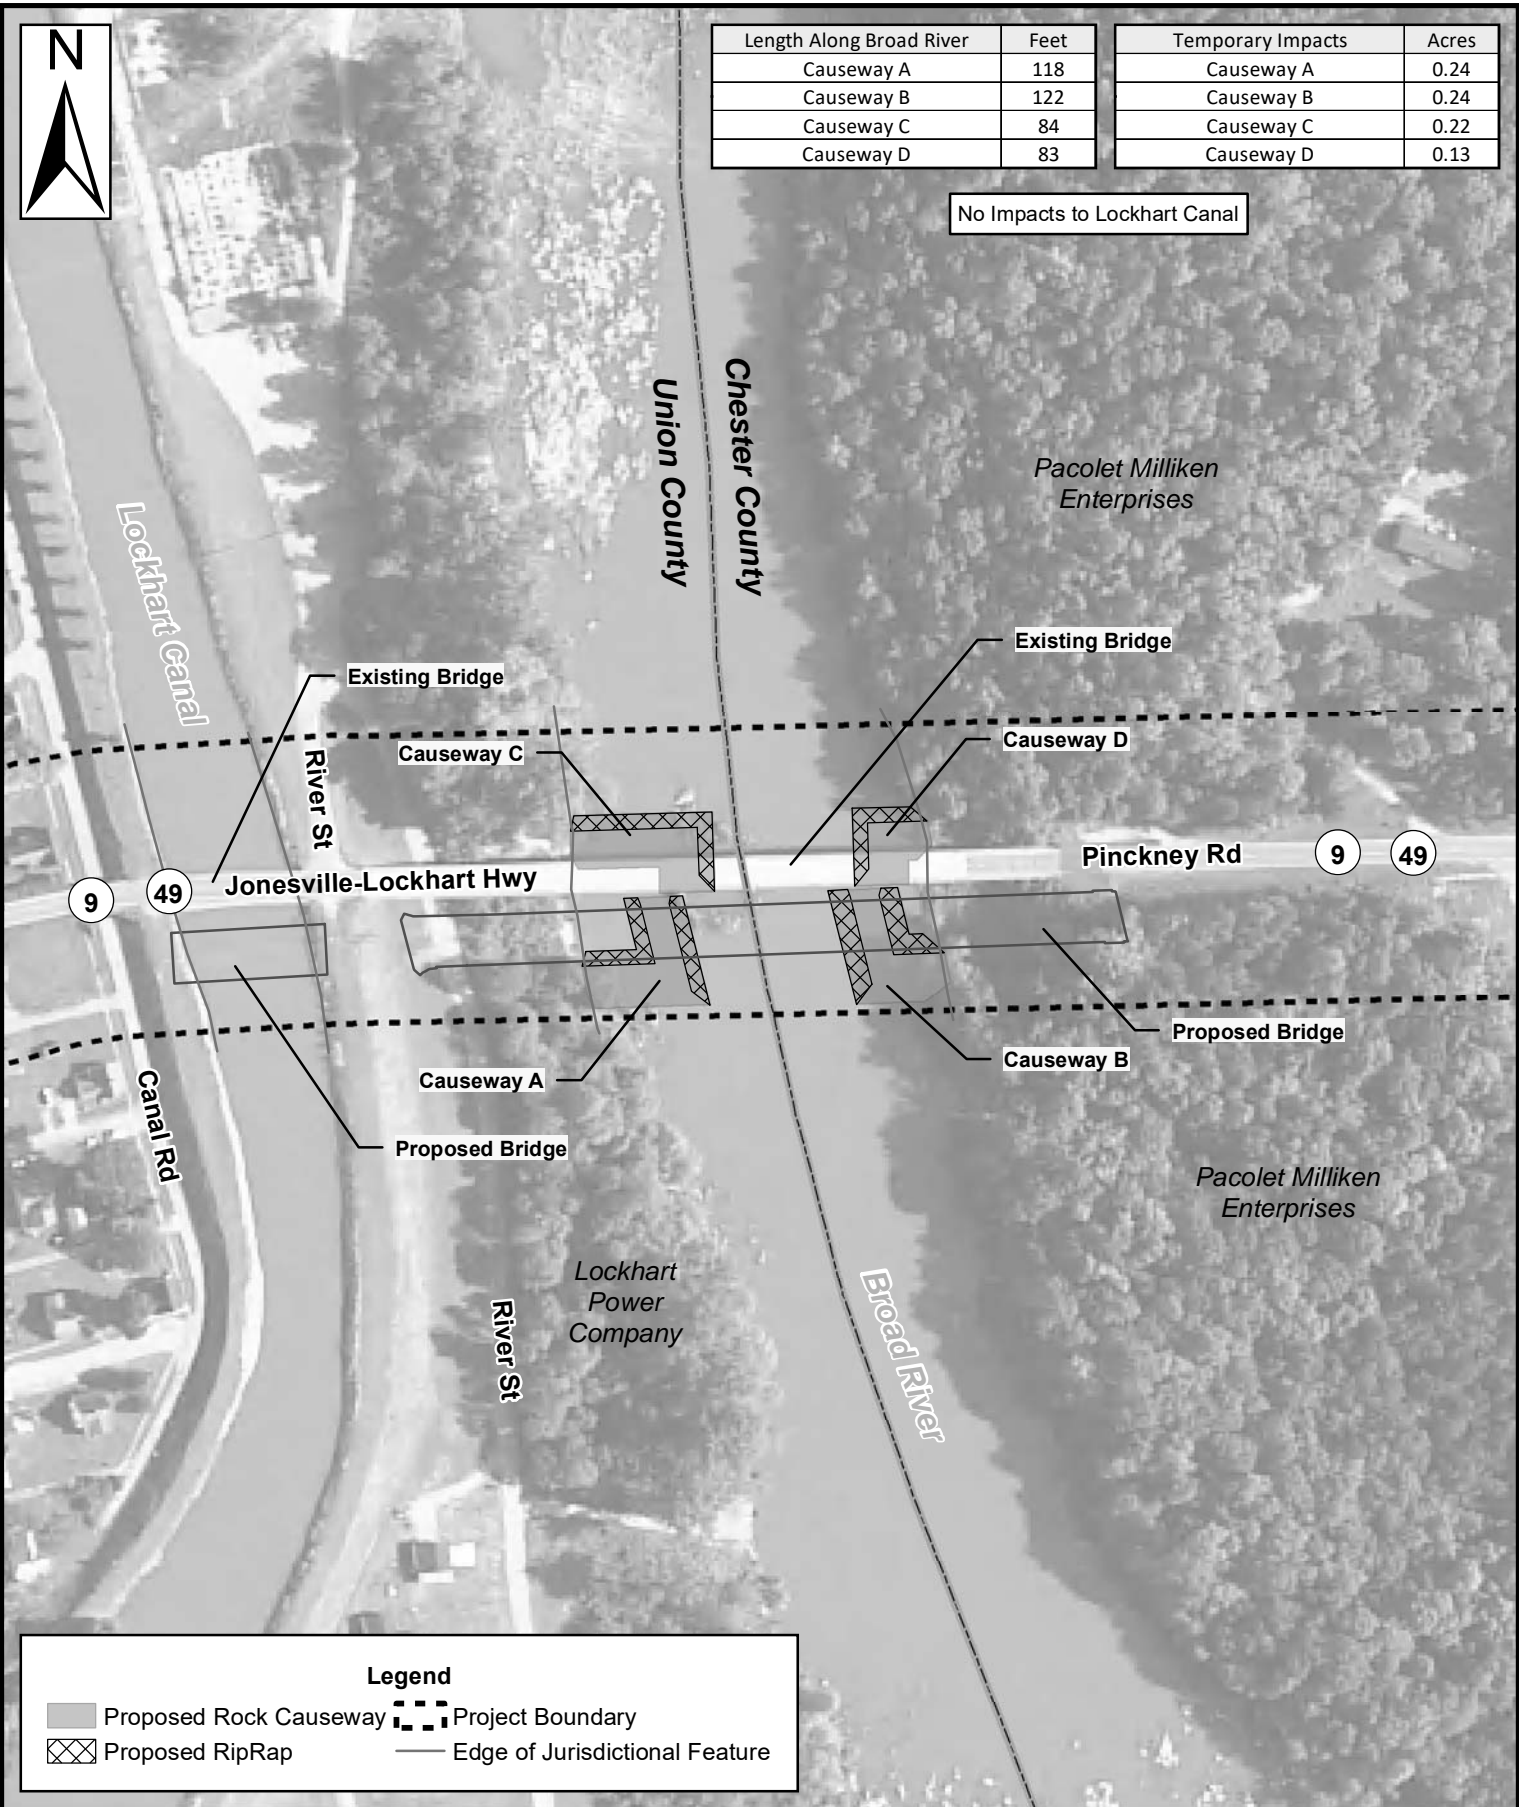 N
Length Along Broad River Feet
Causeway A 118
Causeway B 122
Causeway C 84
Causeway D 83
Temporary Impacts Acres
Causeway A 0.24
Causeway B 0.24
Causeway C 0.22
Causeway D 0.13
No Impacts to Lockhart Canal
Union County
Chester County
Pacolet Milliken
Enterprises
Lockhart Canal
Existing Bridge
Existing Bridge
River St
Causeway C
Causeway D
9
49
Jonesville-Lockhart Hwy
Pinckney Rd
9
49
Proposed Bridge
Causeway B
Causeway A
Canal Rd
Proposed Bridge
Pacolet Milliken
Enterprises
Lockhart
Power
Company
River St
Broad River
Legend
Proposed Rock Causeway
Project Boundary
Proposed RipRap
Edge of Jurisdictional Feature